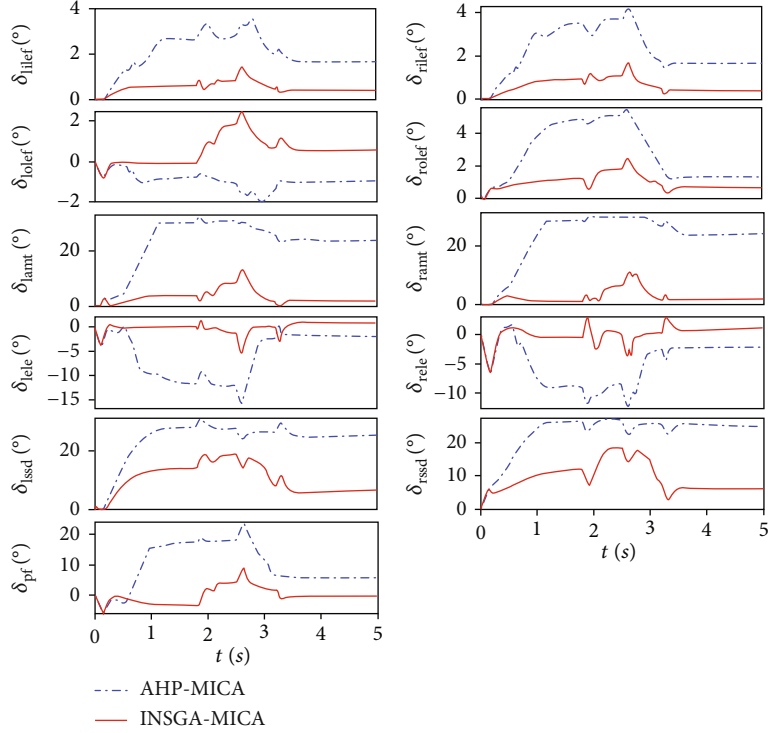 δlilef (°)
4
2
0
δlolef (°)
2
0
−2
δlamt (°)
20
0
δlele (°)
0
−5
−10
−15
δlssd (°)
20
0
δpf (°)
20
10
0
0 1 2 3 4 5
t (s)
δrilef (°)
4
2
0
δrolef (°)
4
2
0
δramt (°)
20
0
δrele (°)
0
−5
−10
δrssd (°)
20
10
0
0 1 2 3 4 5
t (s)
AHP-MICA
INSGA-MICA